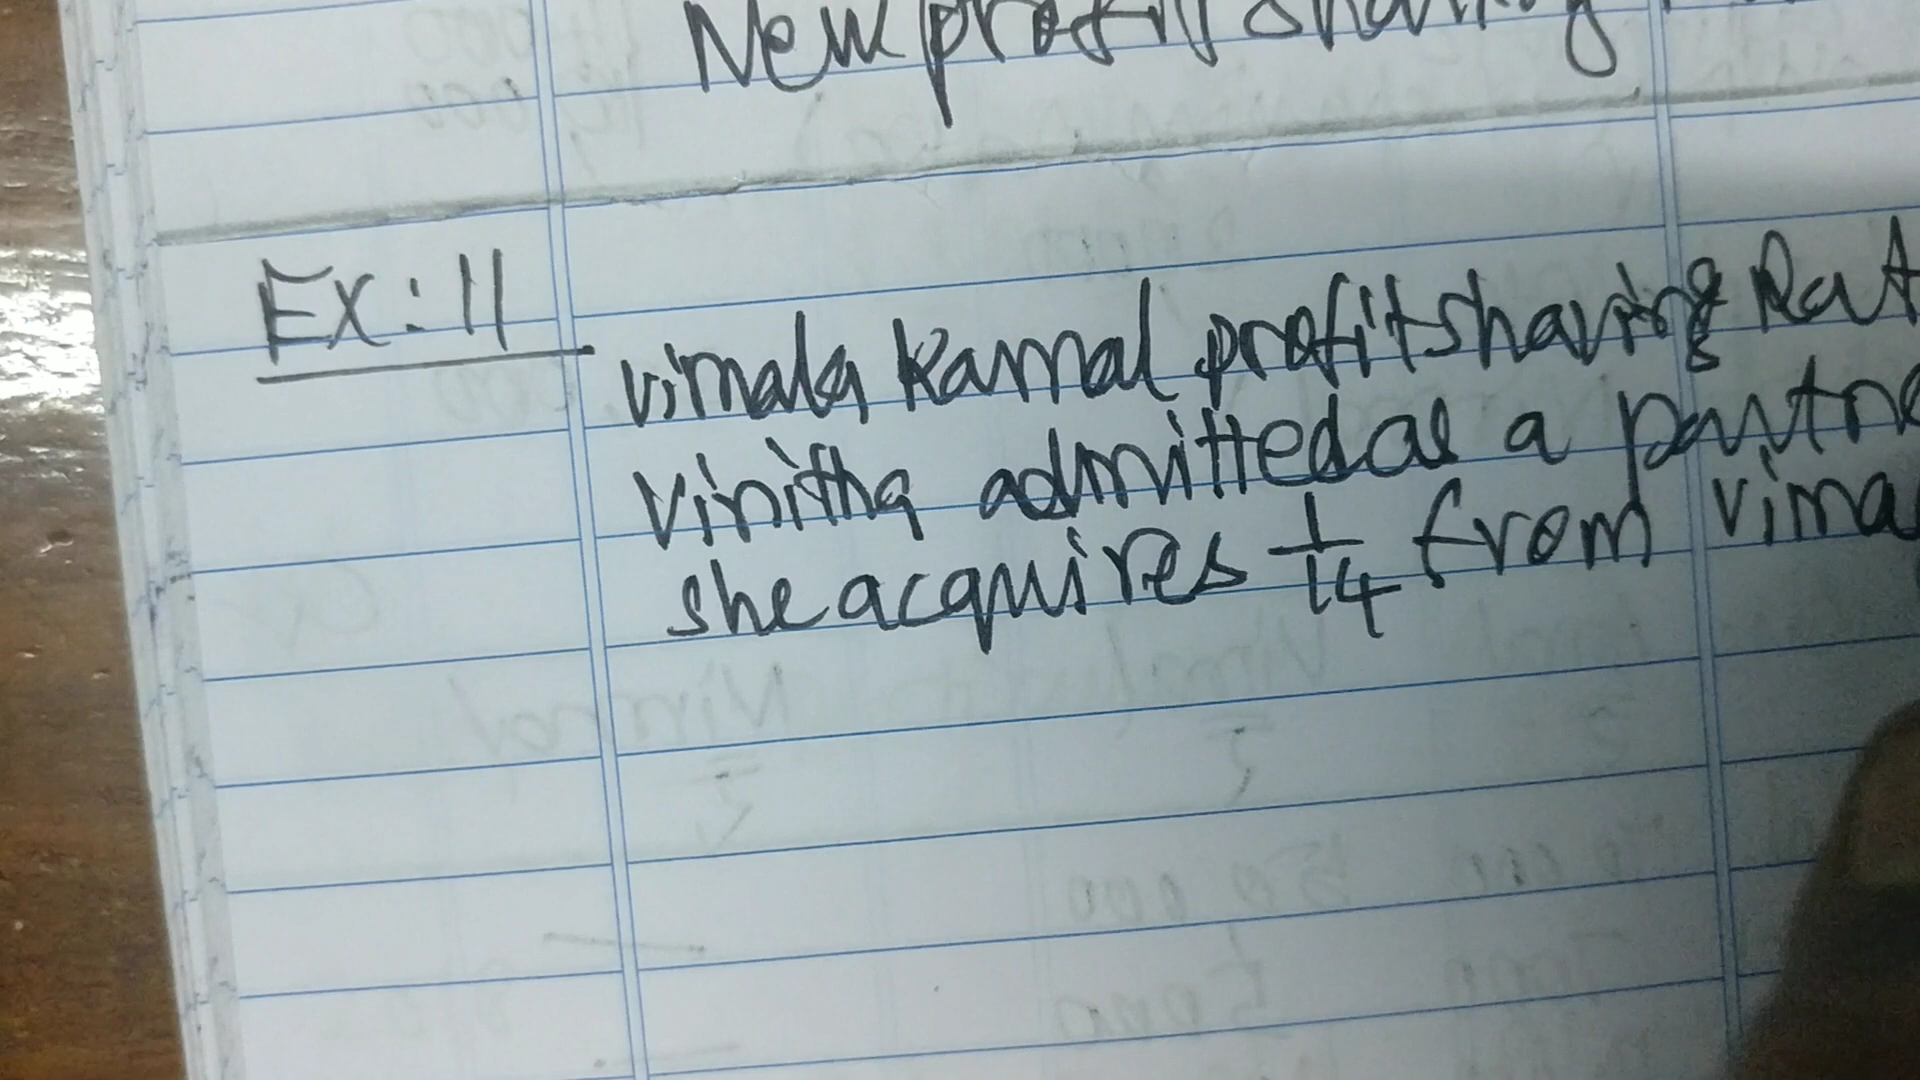 New profit sharing
Ex: 11
vimala Kamal profit sharing Rat
Vinitha admitted as a partne
she acquires 1/14 from vima